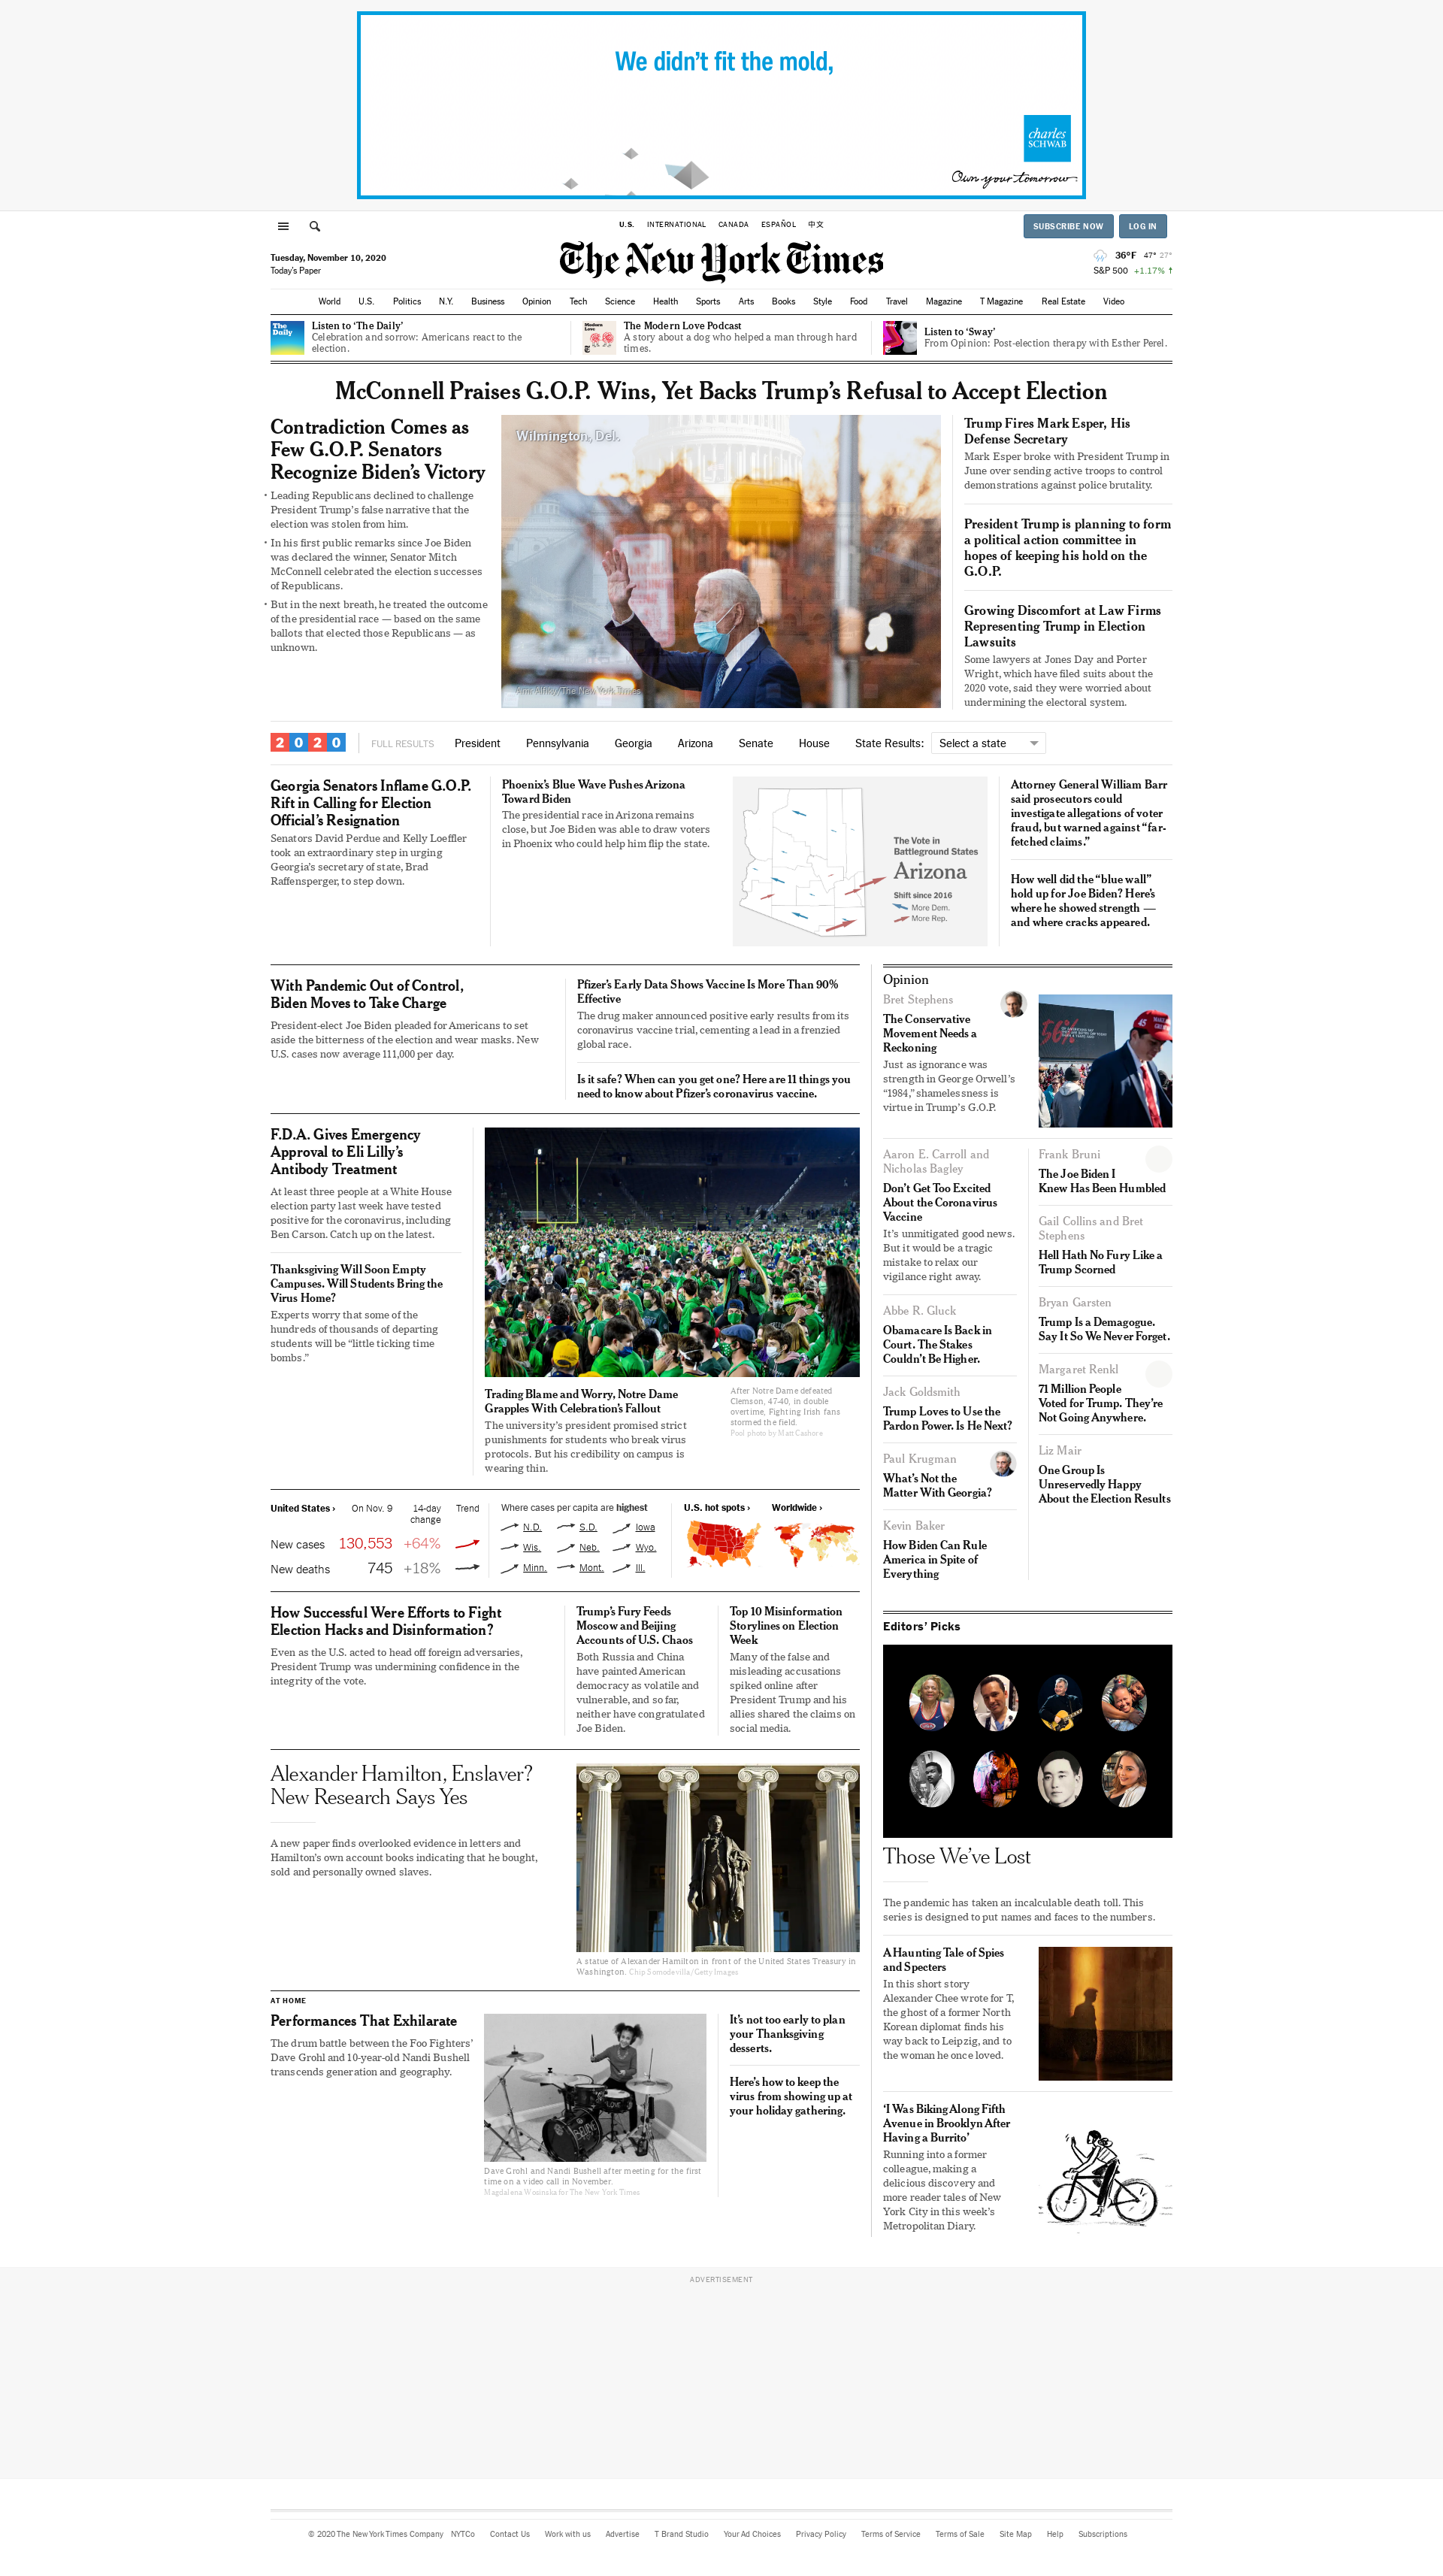 We didn't fit the mold,
charles
SCHWAB
Own your tomorrow
U.S. INTERNATIONAL CANADA ESPAÑOL 中文
SUBSCRIBE NOW LOG IN
The New York Times
Tuesday, November 10, 2020
Today's Paper
36°F 47° 27°
S&P 500 +1.17% ↑
World U.S. Politics N.Y. Business Opinion Tech Science Health Sports Arts Books Style Food Travel Magazine T Magazine Real Estate Video
The
Daily
Listen to ‘The Daily’
Celebration and sorrow: Americans react to the
election.
Modern
Love
The Modern Love Podcast
A story about a dog who helped a man through hard
times.
Sway
Listen to ‘Sway’
From Opinion: Post-election therapy with Esther Perel.
McConnell Praises G.O.P. Wins, Yet Backs Trump’s Refusal to Accept Election
Contradiction Comes as
Few G.O.P. Senators
Recognize Biden’s Victory
• Leading Republicans declined to challenge
President Trump’s false narrative that the
election was stolen from him.
• In his first public remarks since Joe Biden
was declared the winner, Senator Mitch
McConnell celebrated the election successes
of Republicans.
• But in the next breath, he treated the outcome
of the presidential race — based on the same
ballots that elected those Republicans — as
unknown.
Wilmington, Del.
The New York Times
Trump Fires Mark Esper, His
Defense Secretary
Mark Esper broke with President Trump in
June over sending active troops to control
demonstrations against police brutality.
President Trump is planning to form
a political action committee in
hopes of keeping his hold on the
G.O.P.
Growing Discomfort at Law Firms
Representing Trump in Election
Lawsuits
Some lawyers at Jones Day and Porter
Wright, which have filed suits about the
2020 vote, said they were worried about
undermining the electoral system.
2020 FULL RESULTS President Pennsylvania Georgia Arizona Senate House State Results: Select a state
Georgia Senators Inflame G.O.P.
Rift in Calling for Election
Official’s Resignation
Senators David Perdue and Kelly Loeffler
took an extraordinary step in urging
Georgia’s secretary of state, Brad
Raffensperger, to step down.
Phoenix’s Blue Wave Pushes Arizona
Toward Biden
The presidential race in Arizona remains
close, but Joe Biden was able to draw voters
in Phoenix who could help him flip the state.
The Vote in
Battleground States
Arizona
Shift since 2016
More Dem.
More Rep.
Attorney General William Barr
said prosecutors could
investigate allegations of voter
fraud, but warned against “far-
fetched claims.”
How well did the “blue wall”
hold up for Joe Biden? Here’s
where he showed strength —
and where cracks appeared.
With Pandemic Out of Control,
Biden Moves to Take Charge
President-elect Joe Biden pleaded for Americans to set
aside the bitterness of the election and wear masks. New
U.S. cases now average 111,000 per day.
Pfizer’s Early Data Shows Vaccine Is More Than 90%
Effective
The drug maker announced positive early results from its
coronavirus vaccine trial, cementing a lead in a frenzied
global race.
Is it safe? When can you get one? Here are 11 things you
need to know about Pfizer’s coronavirus vaccine.
F.D.A. Gives Emergency
Approval to Eli Lilly’s
Antibody Treatment
At least three people at a White House
election party last week have tested
positive for the coronavirus, including
Ben Carson. Catch up on the latest.
Thanksgiving Will Soon Empty
Campuses. Will Students Bring the
Virus Home?
Experts worry that some of the
hundreds of thousands of departing
students will be “little ticking time
bombs.”
Trading Blame and Worry, Notre Dame
Grapples With Celebration’s Fallout
The university’s president promised strict
punishments for students who break virus
protocols. But his credibility on campus is
wearing thin.
After Notre Dame defeated
Clemson, 47-40, in double
overtime, Fighting Irish fans
stormed the field.
Pool photo by Matt Cashore
United States › On Nov. 9 14-day
change Trend
New cases 130,553 +64%
New deaths 745 +18%
Where cases per capita are highest
N.D. S.D. Iowa
Wis. Neb. Wyo.
Minn. Mont. Ill.
U.S. hot spots › Worldwide ›
How Successful Were Efforts to Fight
Election Hacks and Disinformation?
Even as the U.S. acted to head off foreign adversaries,
President Trump was undermining confidence in the
integrity of the vote.
Trump’s Fury Feeds
Moscow and Beijing
Accounts of U.S. Chaos
Both Russia and China
have painted American
democracy as volatile and
vulnerable, and so far,
neither have congratulated
Joe Biden.
Top 10 Misinformation
Storylines on Election
Week
Many of the false and
misleading accusations
spiked online after
President Trump and his
allies shared the claims on
social media.
Alexander Hamilton, Enslaver?
New Research Says Yes
A new paper finds overlooked evidence in letters and
Hamilton’s own account books indicating that he bought,
sold and personally owned slaves.
A statue of Alexander Hamilton in front of the United States Treasury in
Washington. Chip Somodevilla/Getty Images
AT HOME
Performances That Exhilarate
The drum battle between the Foo Fighters’
Dave Grohl and 10-year-old Nandi Bushell
transcends generation and geography.
Dave Grohl and Nandi Bushell after meeting for the first
time on a video call in November.
Magdalena Wosinska for The New York Times
It’s not too early to plan
your Thanksgiving
desserts.
Here’s how to keep the
virus from showing up at
your holiday gathering.
Opinion
Bret Stephens
The Conservative
Movement Needs a
Reckoning
Just as ignorance was
strength in George Orwell’s
“1984,” shamelessness is
virtue in Trump’s G.O.P.
56%
45
Aaron E. Carroll and
Nicholas Bagley
Don’t Get Too Excited
About the Coronavirus
Vaccine
It’s unmitigated good news.
But it would be a tragic
mistake to relax our
vigilance right away.
Abbe R. Gluck
Obamacare Is Back in
Court. The Stakes
Couldn’t Be Higher.
Jack Goldsmith
Trump Loves to Use the
Pardon Power. Is He Next?
Paul Krugman
What’s Not the
Matter With Georgia?
Kevin Baker
How Biden Can Rule
America in Spite of
Everything
Frank Bruni
The Joe Biden I
Knew Has Been Humbled
Gail Collins and Bret
Stephens
Hell Hath No Fury Like a
Trump Scorned
Bryan Garsten
Trump Is a Demagogue.
Say It So We Never Forget.
Margaret Renkl
71 Million People
Voted for Trump. They’re
Not Going Anywhere.
Liz Mair
One Group Is
Unreservedly Happy
About the Election Results
Editors’ Picks
Those We’ve Lost
The pandemic has taken an incalculable death toll. This
series is designed to put names and faces to the numbers.
A Haunting Tale of Spies
and Specters
In this short story
Alexander Chee wrote for T,
the ghost of a former North
Korean diplomat finds his
way back to Leipzig, and to
the woman he once loved.
‘I Was Biking Along Fifth
Avenue in Brooklyn After
Having a Burrito’
Running into a former
colleague, making a
delicious discovery and
more reader tales of New
York City in this week’s
Metropolitan Diary.
ADVERTISEMENT
© 2020 The New York Times Company NYTCo Contact Us Work with us Advertise T Brand Studio Your Ad Choices Privacy Policy Terms of Service Terms of Sale Site Map Help Subscriptions